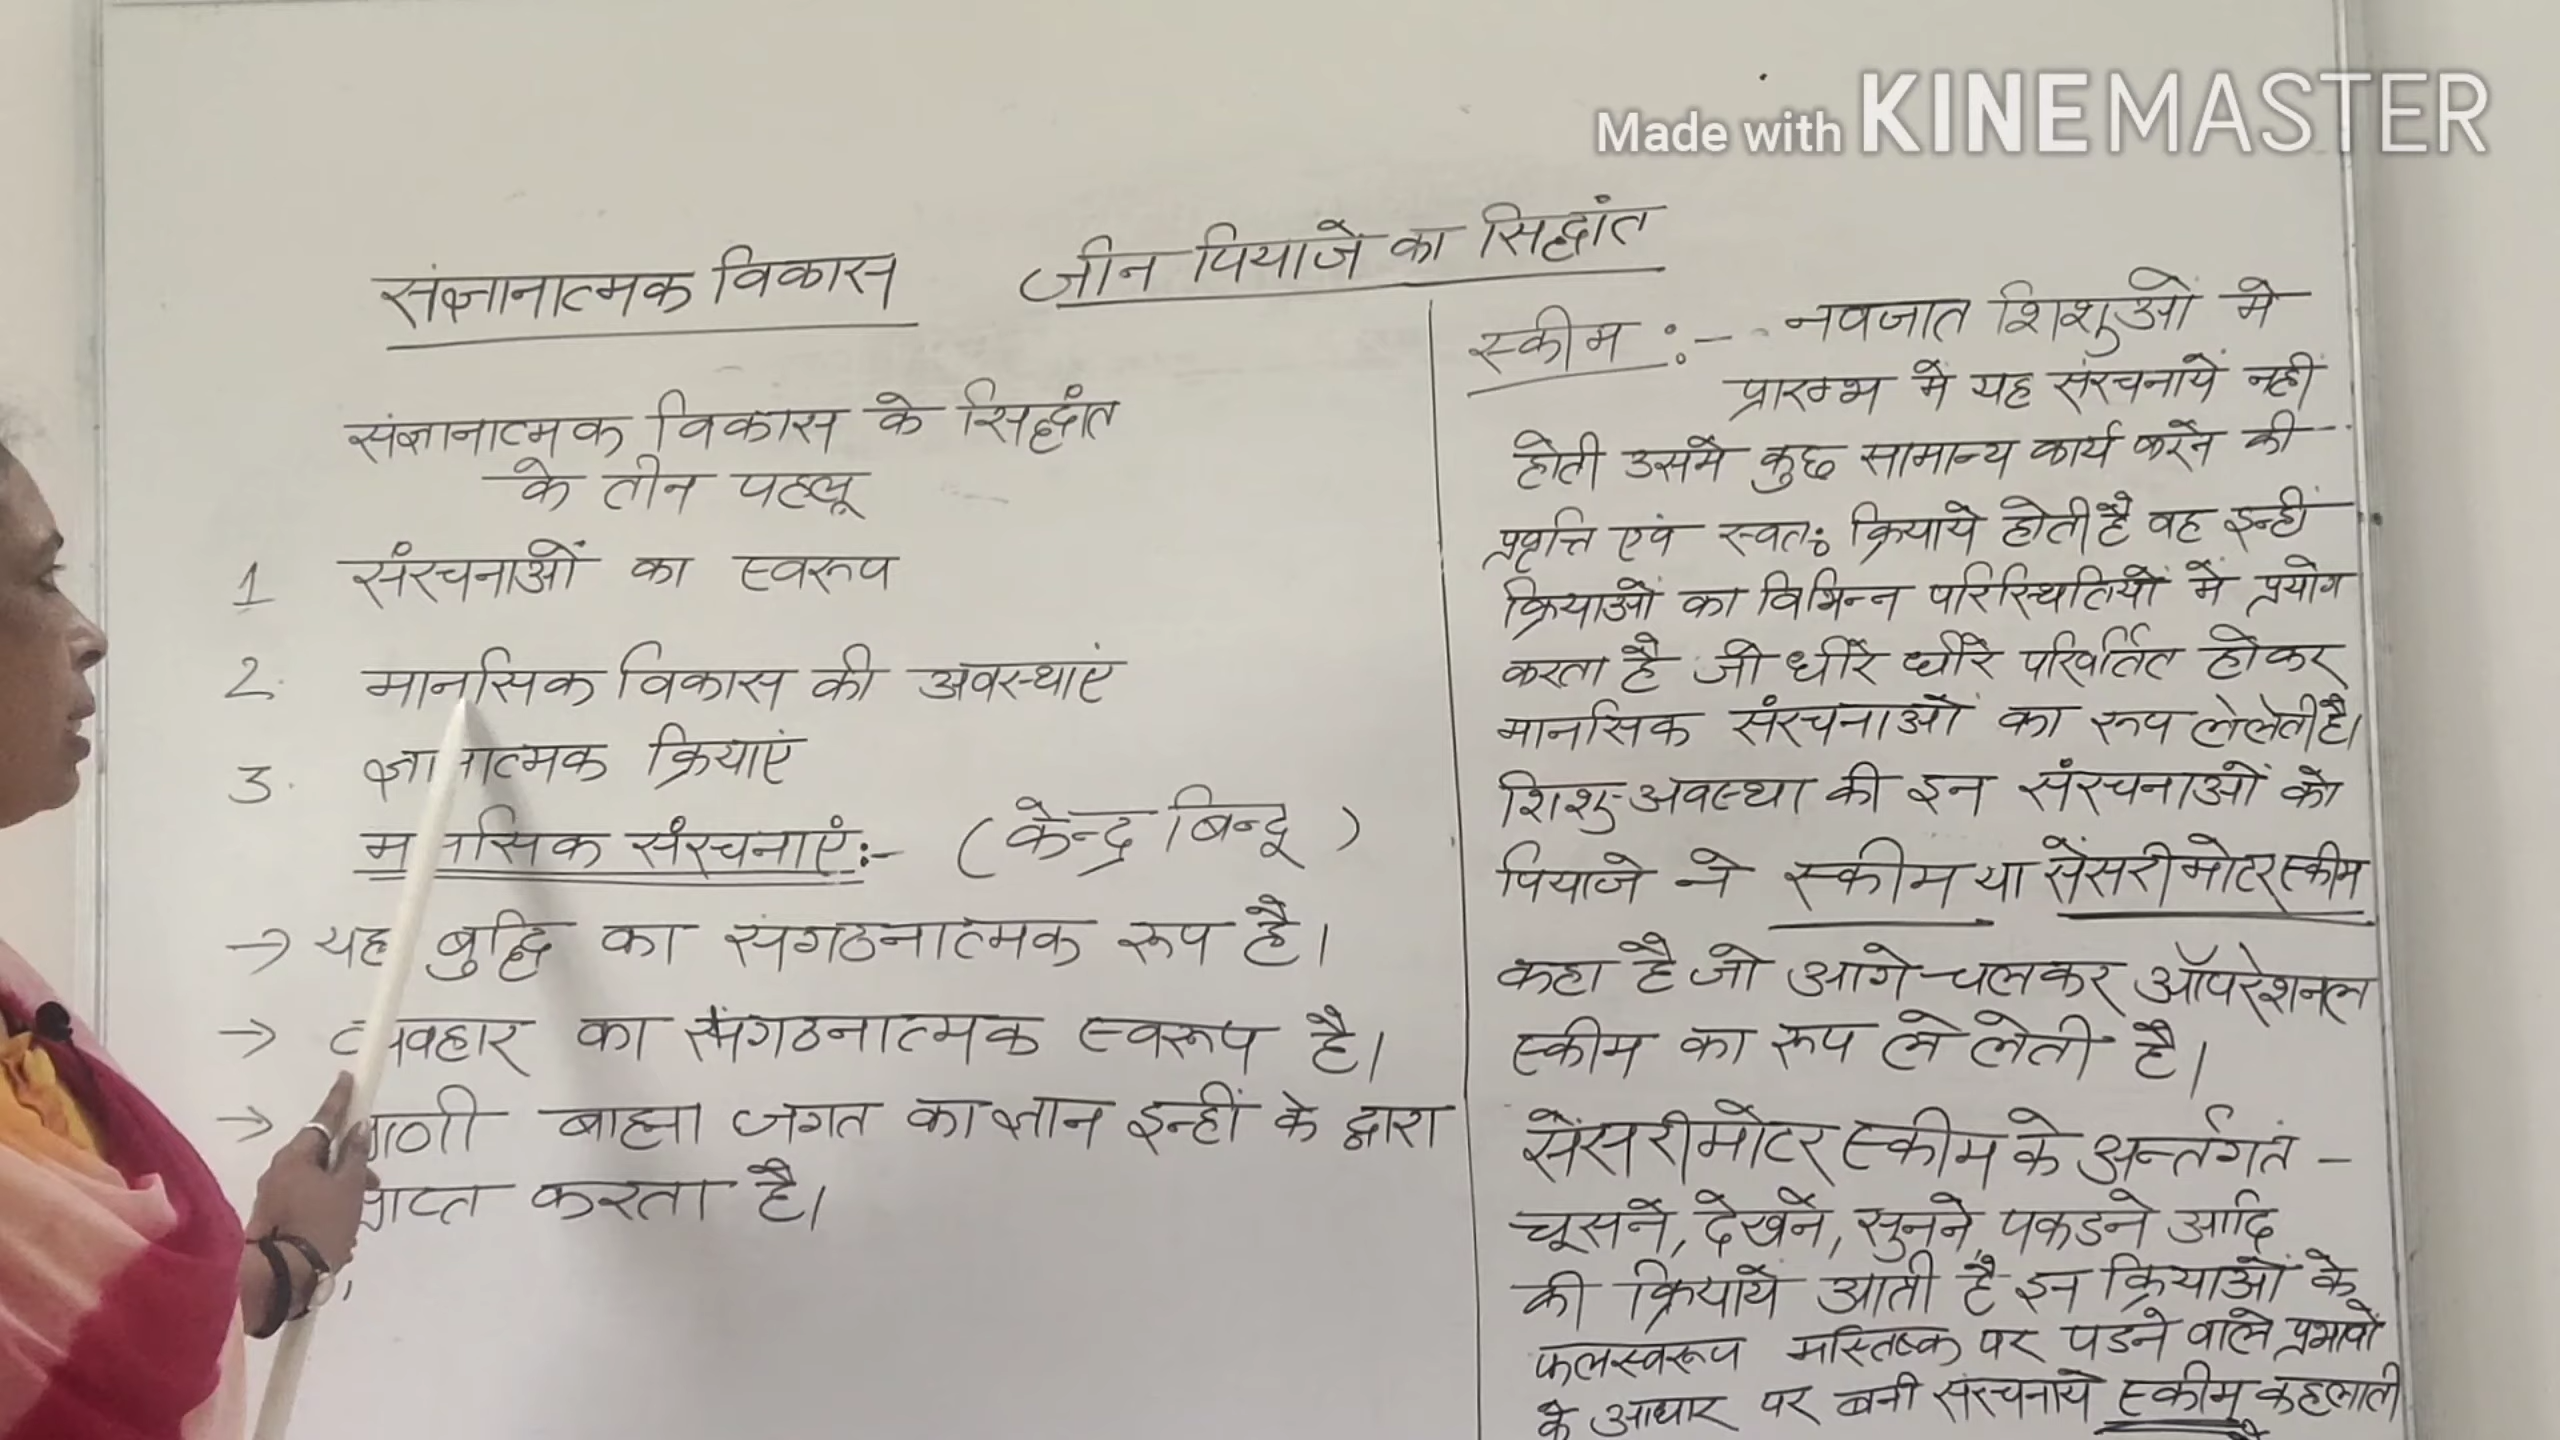 Made with KINEMASTER
संज्ञानात्मक विकास जीन पियाजे का सिद्धांत
संज्ञानात्मक विकास के सिद्धांत
के तीन पहलू
1 संरचनाओं का स्वरूप
2. मानसिक विकास की अवस्थाएं
3. ज्ञानात्मक क्रियाएं
मानसिक संरचनाएं :- (केन्द्र बिन्दू)
→ यह बुद्धि का संगठनात्मक रूप है।
→ व्यवहार का संगठनात्मक स्वरूप है।
→ प्राणी बाह्य जगत का ज्ञान इन्हीं के द्वारा
प्राप्त करता है।
स्कीम :- नवजात शिशुओं मे
प्रारम्भ में यह संरचनायें नही
होती उसमें कुछ सामान्य कार्य करने की
प्रवृत्ति एवं स्वतः क्रियाये होती है वह इन्हीं
क्रियाओं का विभिन्न परिस्थितियों में प्रयोग
करता है जो धीरे धीरे परिवर्तित होकर
मानसिक संरचनाओं का रूप ले लेती है।
शिशु-अवस्था की इन संरचनाओं को
पियाजे ने स्कीम या सेंसरी मोटर स्कीम
कहा है जो आगे चलकर ऑपरेशनल
स्कीम का रूप ले लेती है।
सेंसरी मोटर स्कीम के अर्न्तगत -
चूसने, देखने, सुनने, पकडने आदि
की क्रियायें आती है इन क्रियाओं के
फलस्वरूप मस्तिष्क पर पडने वाले प्रभावों
के आधार पर बनी संरचनाये स्कीम कहलाती